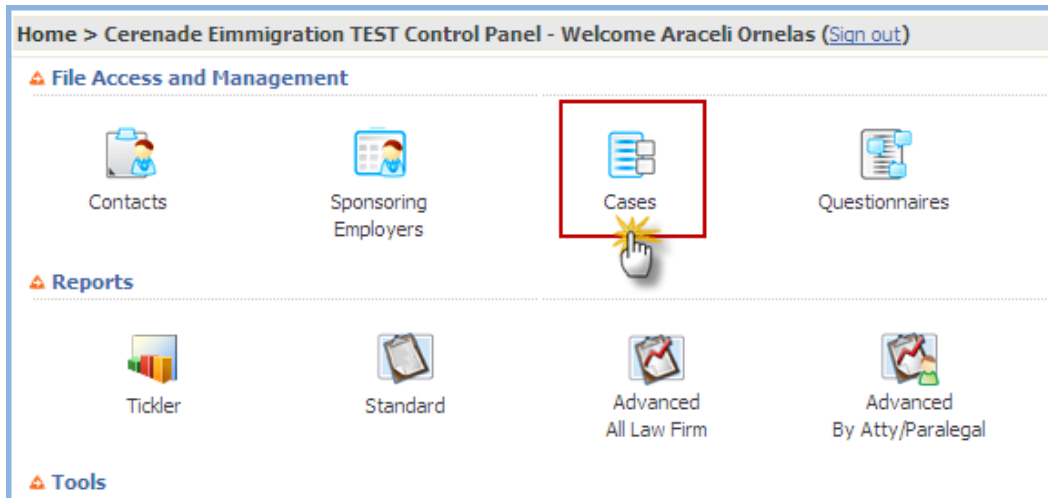 Home > Cerenade Eimmigration TEST Control Panel - Welcome Araceli Ornelas (Sign out)
File Access and Management
Contacts
Sponsoring
Employers
Cases
Questionnaires
Reports
Tickler
Standard
Advanced
All Law Firm
Advanced
By Atty/Paralegal
Tools